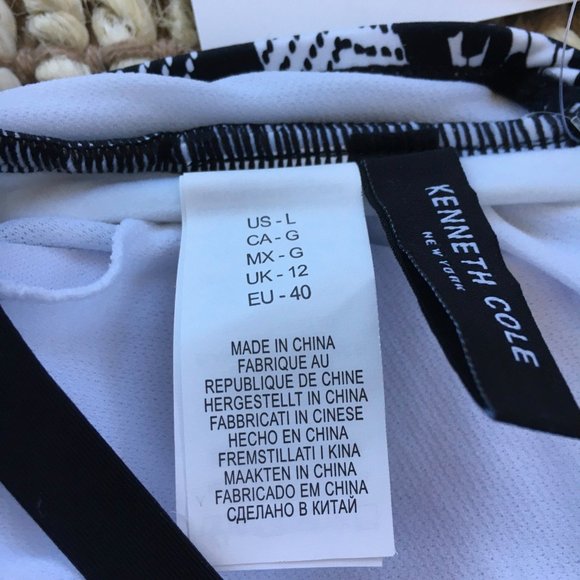 US - L
CA - G
MX - G
UK - 12
EU - 40
MADE IN CHINA
FABRIQUE AU
REPUBLIQUE DE CHINE
HERGESTELLT IN CHINA
FABBRICATI IN CINESE
HECHO EN CHINA
FREMSTILLATI I KINA
MAAKTEN IN CHINA
FABRICADO EM CHINA
СДЕЛАНО В КИТАЙ
KENNETH COLE
NEW YORK